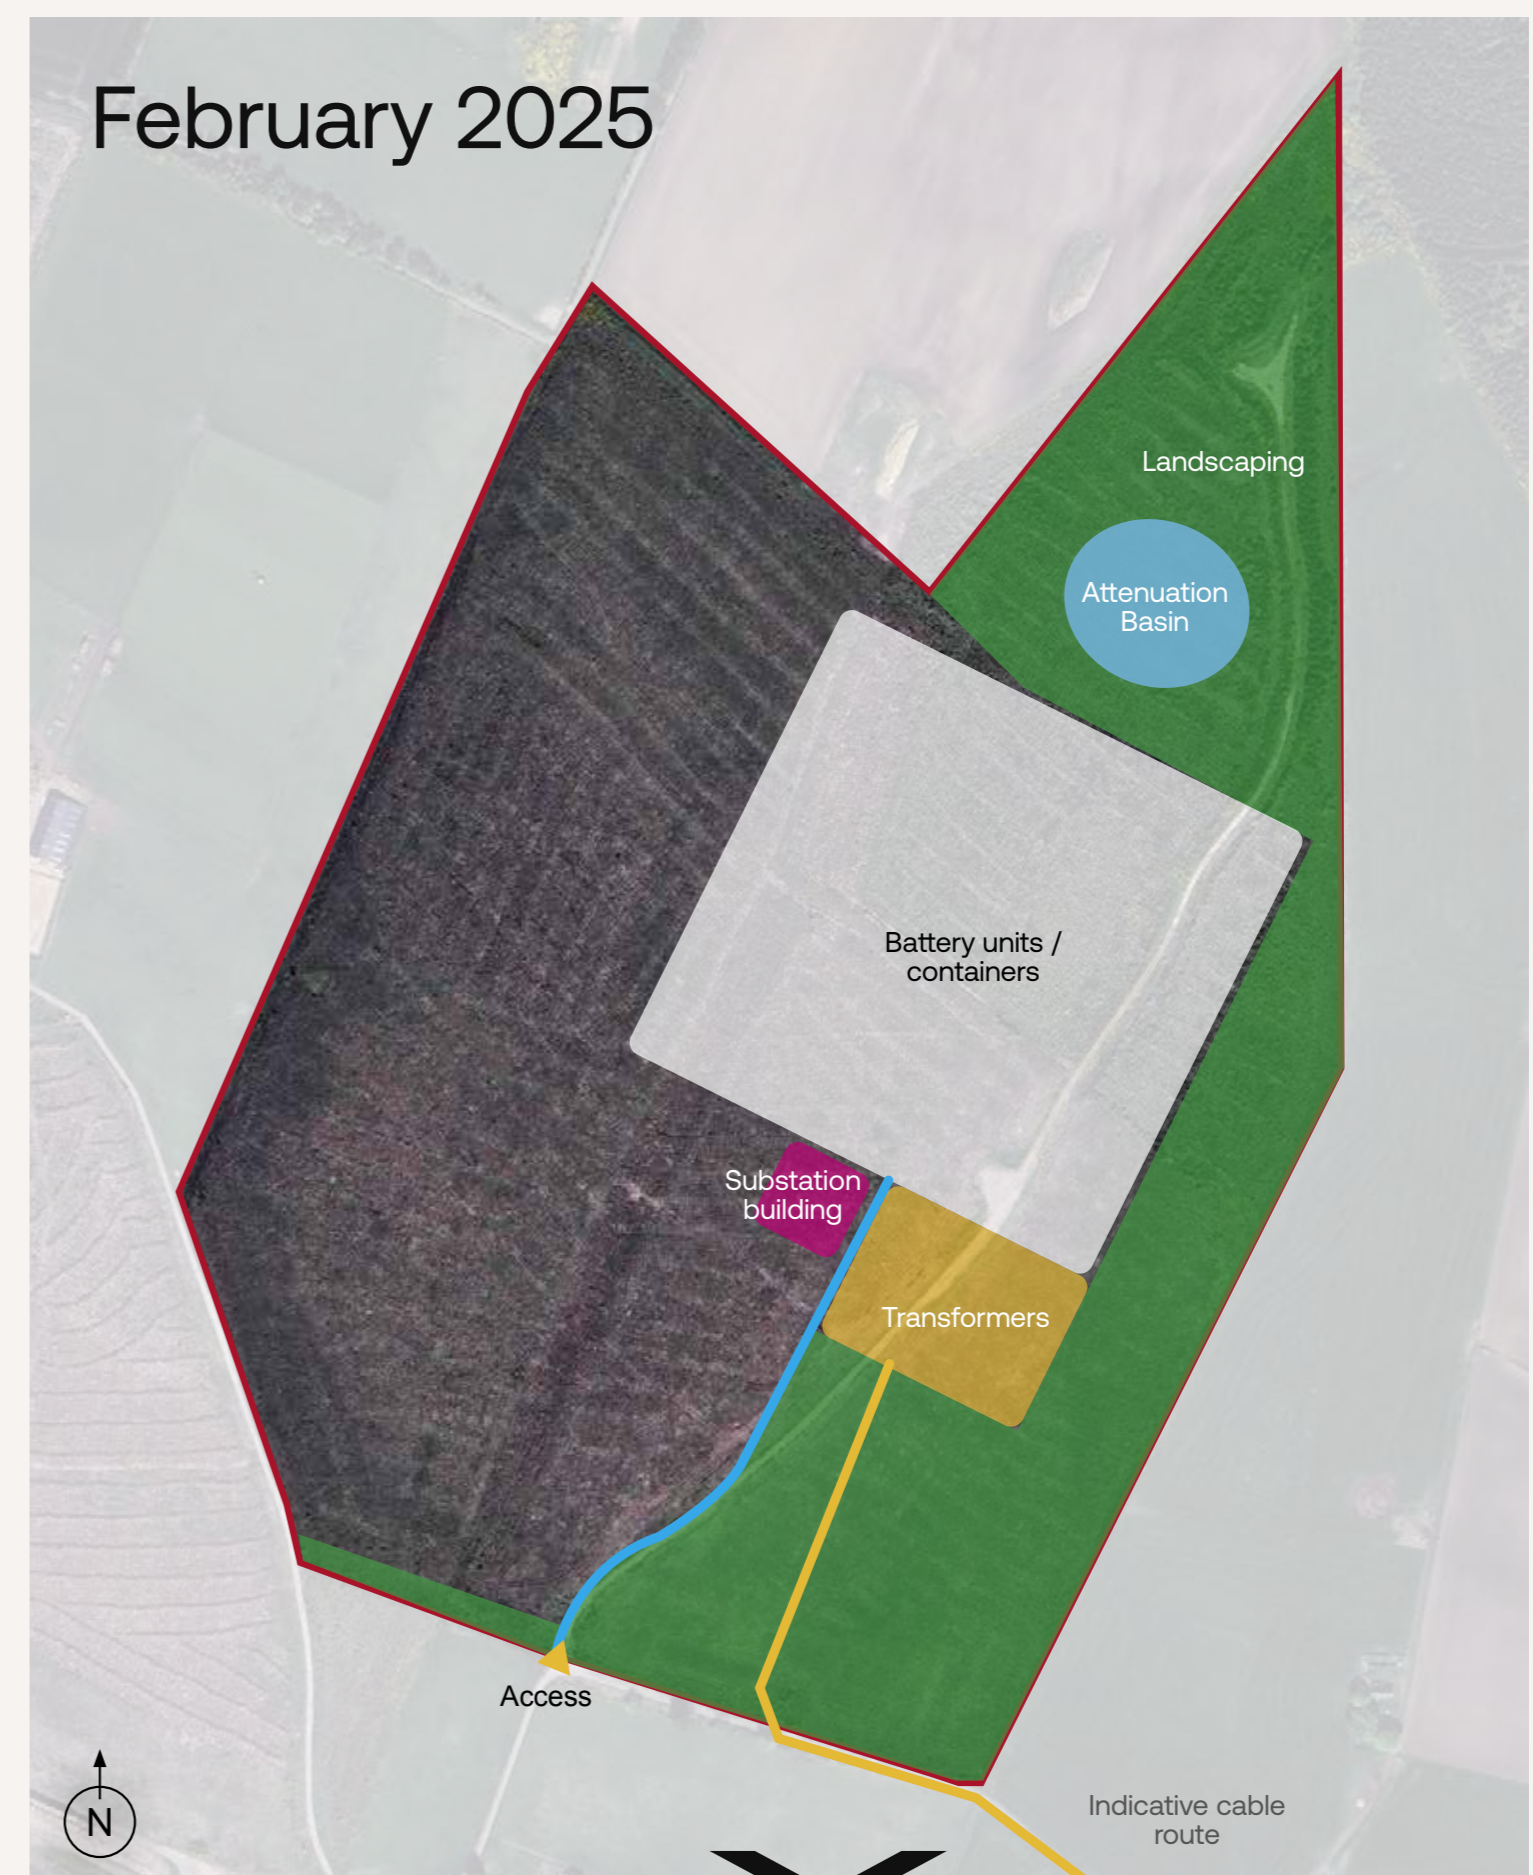 February 2025
Landscaping
Attenuation
Basin
Battery units /
containers
Substation
building
Transformers
Access
N
Indicative cable
route